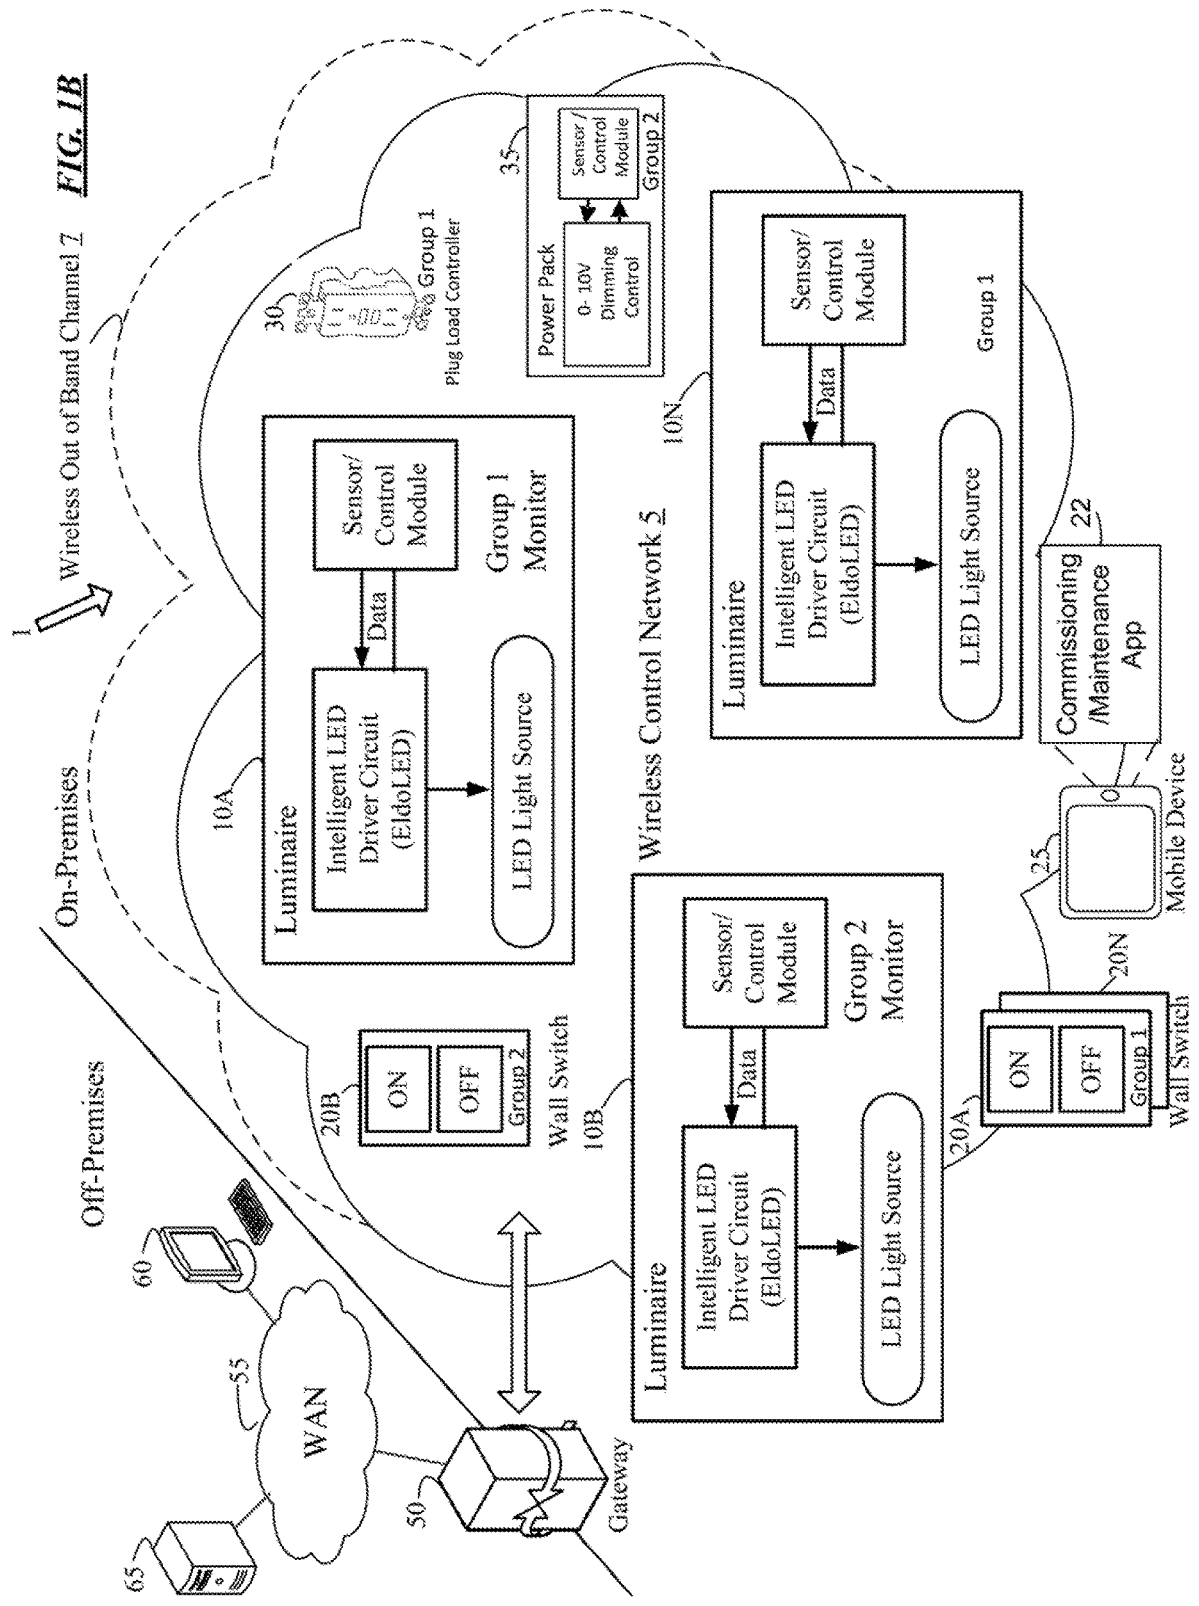 FIG. 1B
1
Wireless Out of Band Channel 7
Off-Premises
On-Premises
65
60
55
WAN
50
Gateway
20B
ON
OFF
Group 2
Wall Switch
10A
Luminaire
Intelligent LED
Driver Circuit
(EldoLED)
Data
Sensor/
Control
Module
LED Light Source
Group 1
Monitor
30
Group 1
Plug Load Controller
35
Power Pack
0- 10V
Dimming
Control
Sensor /
Control
Module
Group 2
Wireless Control Network 5
10B
Luminaire
Intelligent LED
Driver Circuit
(EldoLED)
Data
Sensor/
Control
Module
LED Light Source
Group 2
Monitor
10N
Luminaire
Intelligent LED
Driver Circuit
(EldoLED)
Data
Sensor/
Control
Module
LED Light Source
Group 1
20A
ON
OFF
Group 1
20N
Wall Switch
25
Mobile Device
22
Commissioning
/Maintenance
App